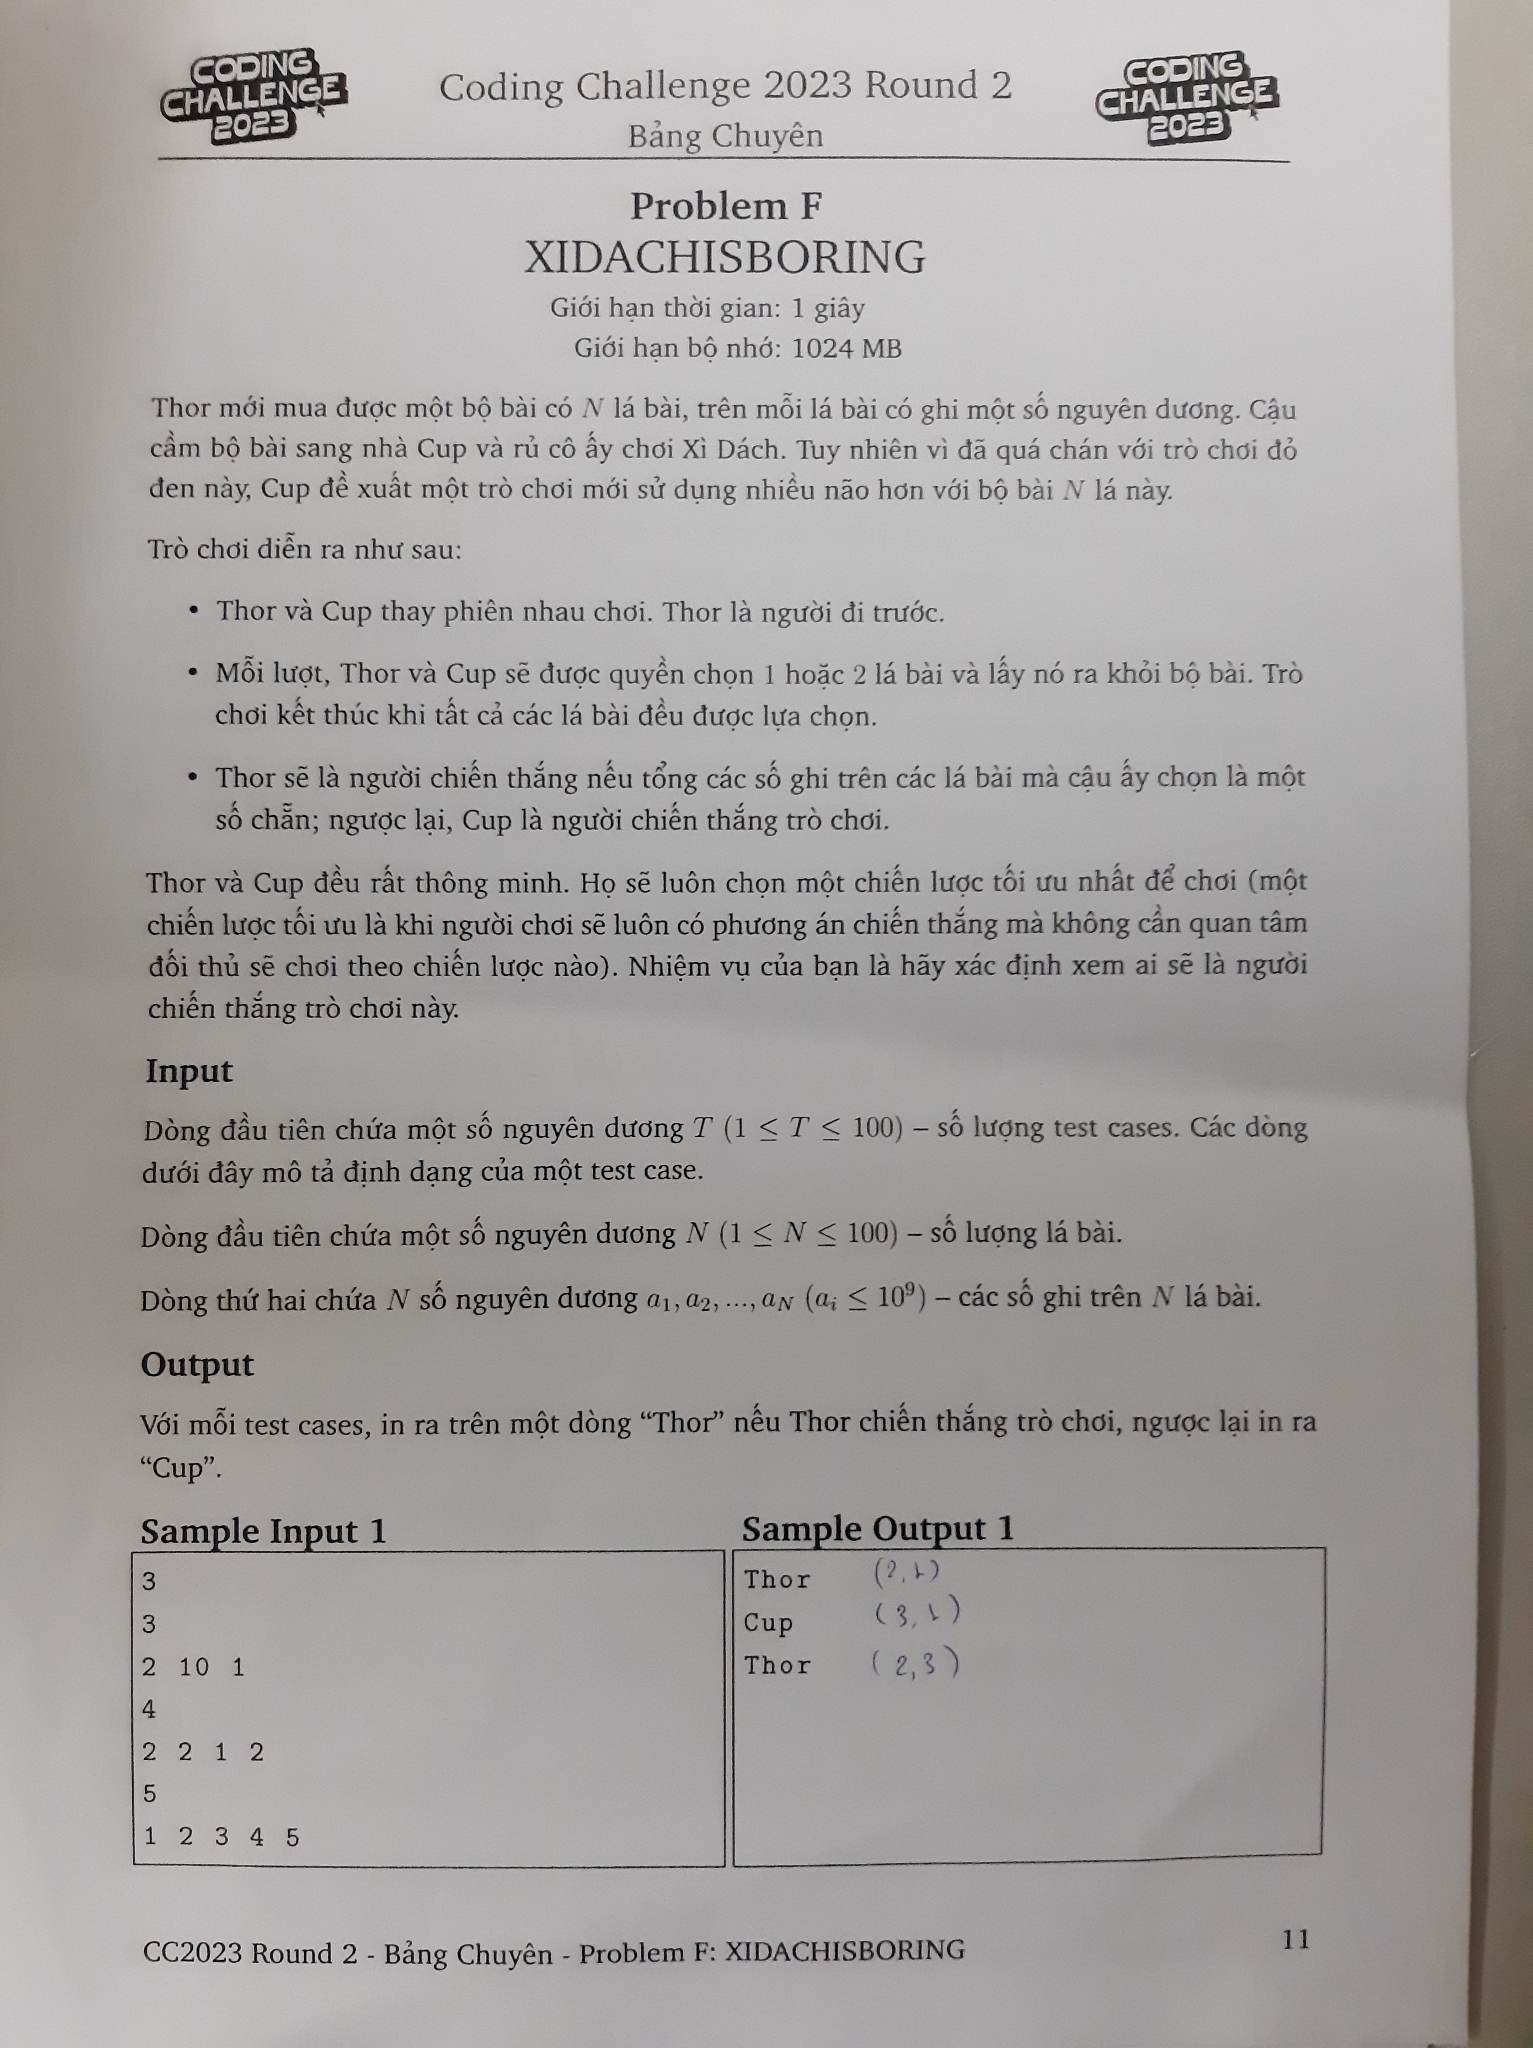 CODING
CHALLENGE
2023
Coding Challenge 2023 Round 2
Bảng Chuyên
CODING
CHALLENGE
2023
Problem F
XIDACHISBORING
Giới hạn thời gian: 1 giây
Giới hạn bộ nhớ: 1024 MB
Thor mới mua được một bộ bài có N lá bài, trên mỗi lá bài có ghi một số nguyên dương. Cậu
cầm bộ bài sang nhà Cup và rủ cô ấy chơi Xì Dách. Tuy nhiên vì đã quá chán với trò chơi đỏ
đen này, Cup đề xuất một trò chơi mới sử dụng nhiều não hơn với bộ bài N lá này.
Trò chơi diễn ra như sau:
• Thor và Cup thay phiên nhau chơi. Thor là người đi trước.
• Mỗi lượt, Thor và Cup sẽ được quyền chọn 1 hoặc 2 lá bài và lấy nó ra khỏi bộ bài. Trò
chơi kết thúc khi tất cả các lá bài đều được lựa chọn.
• Thor sẽ là người chiến thắng nếu tổng các số ghi trên các lá bài mà cậu ấy chọn là một
số chẵn; ngược lại, Cup là người chiến thắng trò chơi.
Thor và Cup đều rất thông minh. Họ sẽ luôn chọn một chiến lược tối ưu nhất để chơi (một
chiến lược tối ưu là khi người chơi sẽ luôn có phương án chiến thắng mà không cần quan tâm
đối thủ sẽ chơi theo chiến lược nào). Nhiệm vụ của bạn là hãy xác định xem ai sẽ là người
chiến thắng trò chơi này.
Input
Dòng đầu tiên chứa một số nguyên dương T (1 ≤ T ≤ 100) – số lượng test cases. Các dòng
dưới đây mô tả định dạng của một test case.
Dòng đầu tiên chứa một số nguyên dương N (1 ≤ N ≤ 100) – số lượng lá bài.
Dòng thứ hai chứa N số nguyên dương a₁, a₂, ..., a_N (aᵢ ≤ 10⁹) – các số ghi trên N lá bài.
Output
Với mỗi test cases, in ra trên một dòng “Thor” nếu Thor chiến thắng trò chơi, ngược lại in ra
“Cup”.
Sample Input 1
3
3
2 10 1
4
2 2 1 2
5
1 2 3 4 5
Sample Output 1
Thor (2,1)
Cup (3,1)
Thor (2,3)
CC2023 Round 2 - Bảng Chuyên - Problem F: XIDACHISBORING
11